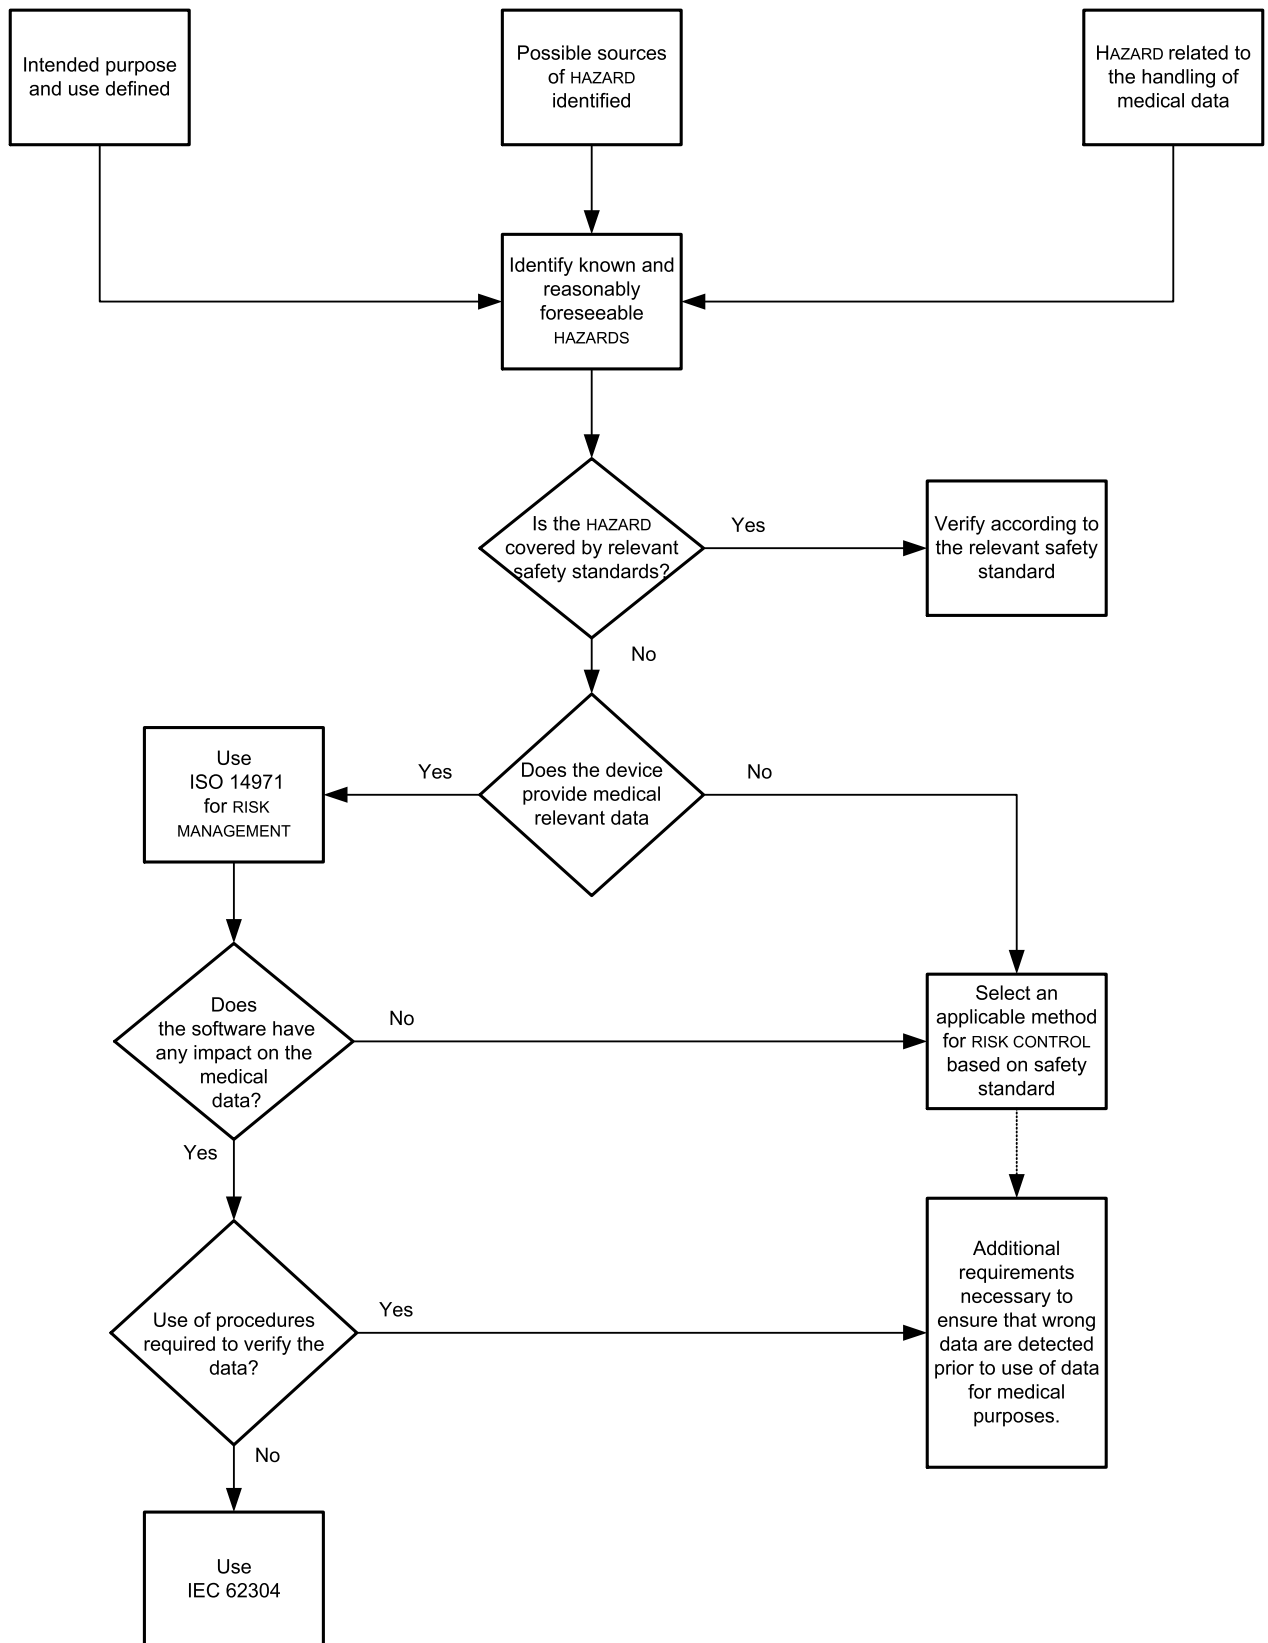 Intended purpose
and use defined
Possible sources
of HAZARD
identified
HAZARD related to
the handling of
medical data
Identify known and
reasonably
foreseeable
HAZARDS
Is the HAZARD
covered by relevant
safety standards?
Yes
Verify according to
the relevant safety
standard
No
Use
ISO 14971
for RISK
MANAGEMENT
Yes
Does the device
provide medical
relevant data
No
Does
the software have
any impact on the
medical
data?
No
Select an
applicable method
for RISK CONTROL
based on safety
standard
Yes
Use of procedures
required to verify the
data?
Yes
Additional
requirements
necessary to
ensure that wrong
data are detected
prior to use of data
for medical
purposes.
No
Use
IEC 62304